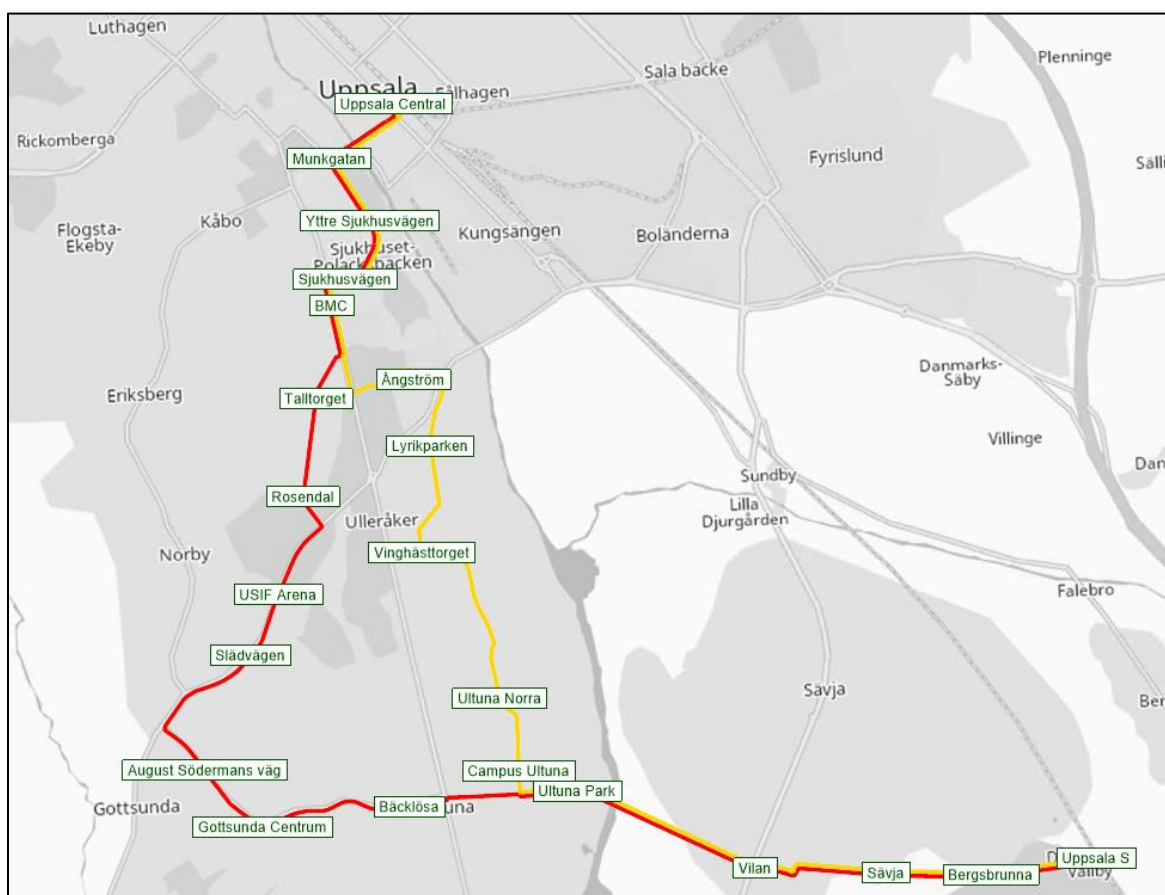 Luthagen
Plenninge
Sala backe
Uppsala
Uppsala Central
Rickomberga
Munkgatan
Fyrislund
Kåbo
Yttre Sjukhusvägen
Flogsta-
Ekeby
Kungsängen
Boländerna
Sjukhusvägen
BMC
Danmarks-
Säby
Ångström
Eriksberg
Talltorget
Lyrikparken
Villinge
Sundby
Rosendal
Lilla
Djurgården
Ulleråker
Norby
Vinghästtorget
Falebro
USIF Arena
Slädvägen
Sävja
Ultuna Norra
August Södermans väg
Campus Ultuna
Ultuna Park
Gottsunda
Bäcklösa
Gottsunda Centrum
Vilan
Sävja
Bergsbrunna
Uppsala S